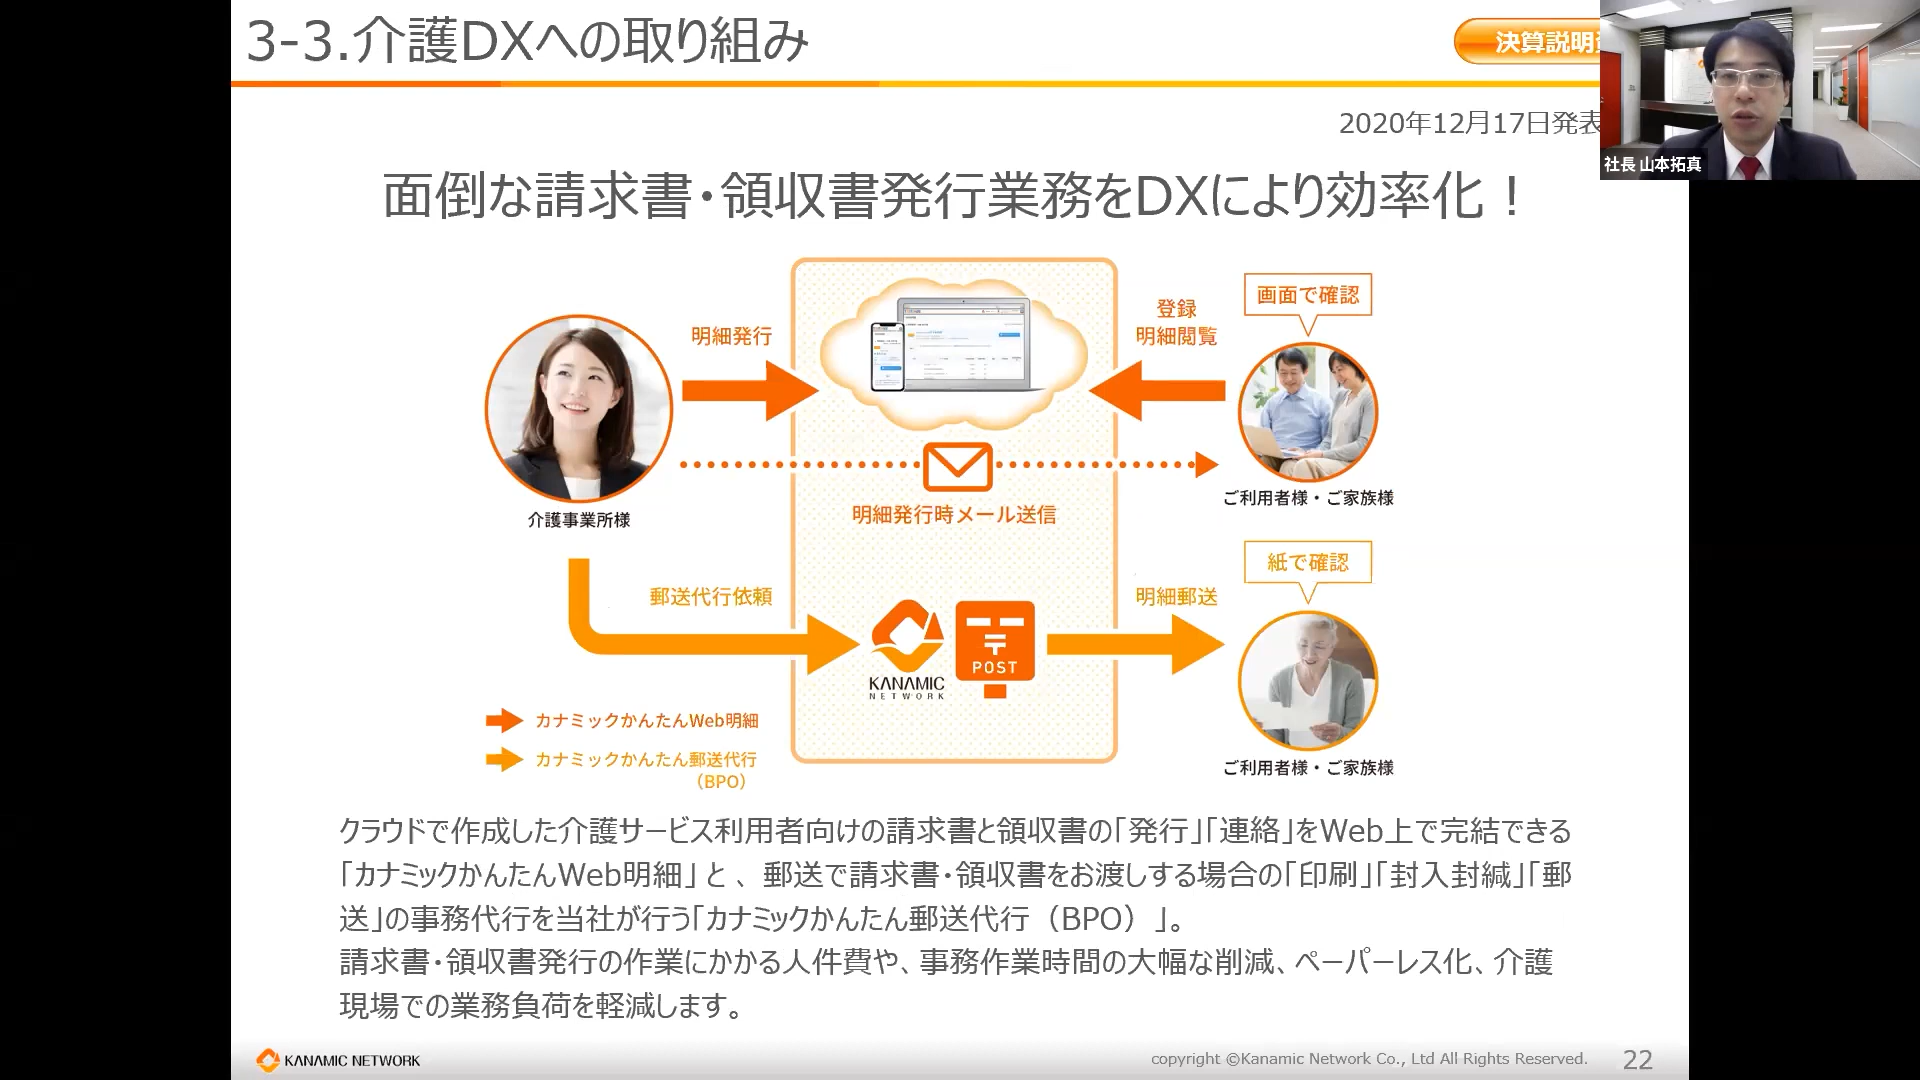 3-3.介護DXへの取り組み
決算説明
社長 山本拓真
2020年12月17日発表
面倒な請求書・領収書発行業務をDXにより効率化！
明細発行
登録
明細閲覧
画面で確認
介護事業所様
明細発行時メール送信
ご利用者様・ご家族様
郵送代行依頼
KANAMIC
NETWORK
POST
明細郵送
紙で確認
ご利用者様・ご家族様
カナミックかんたんWeb明細
カナミックかんたん郵送代行
（BPO）
クラウドで作成した介護サービス利用者向けの請求書と領収書の「発行」「連絡」をWeb上で完結できる
「カナミックかんたんWeb明細」と、郵送で請求書・領収書をお渡しする場合の「印刷」「封入封緘」「郵
送」の事務代行を当社が行う「カナミックかんたん郵送代行（BPO）」。
請求書・領収書発行の作業にかかる人件費や、事務作業時間の大幅な削減、ペーパーレス化、介護
現場での業務負荷を軽減します。
KANAMIC NETWORK
copyright ©Kanamic Network Co., Ltd All Rights Reserved.
22